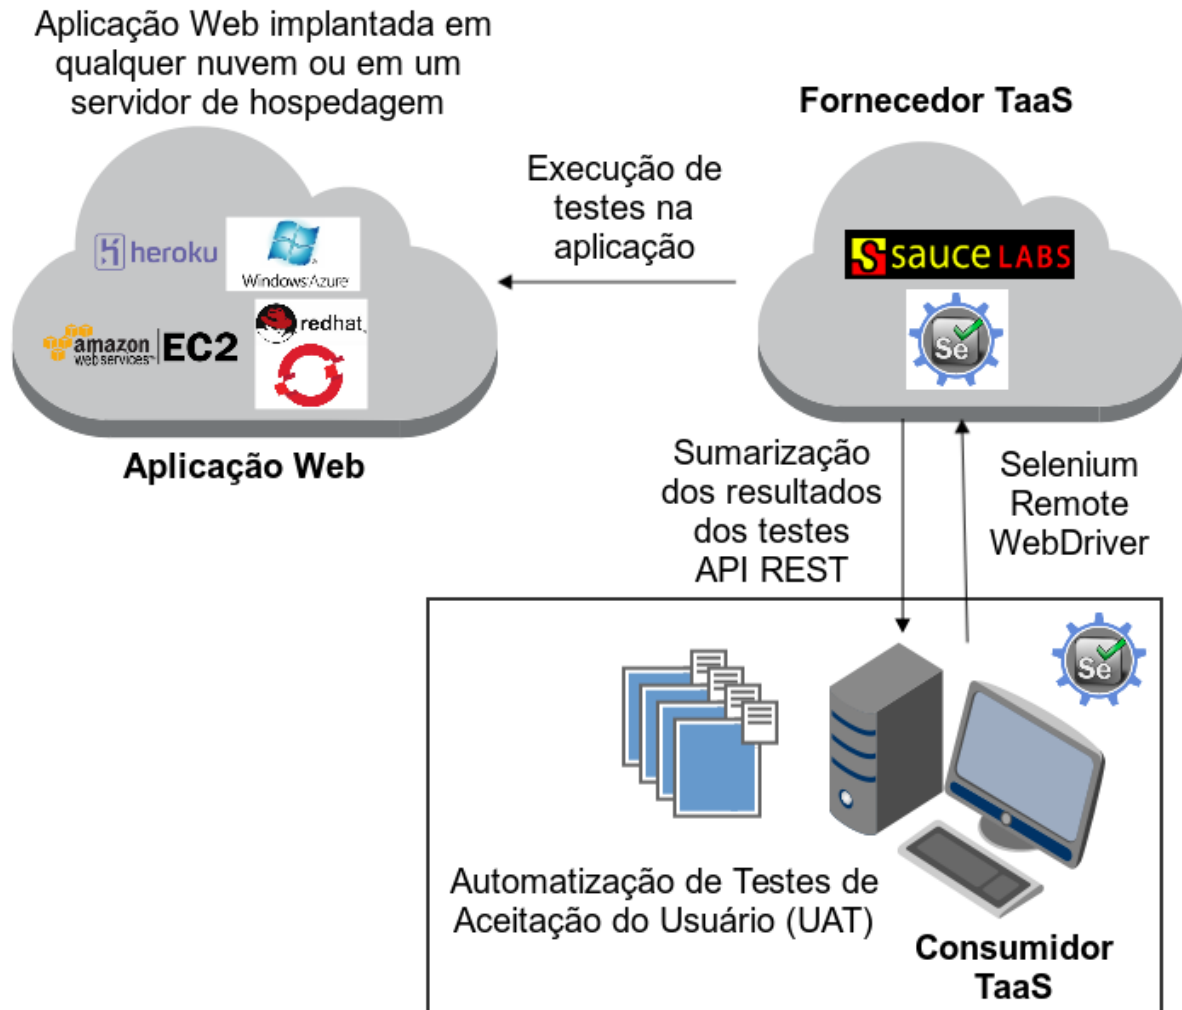 Aplicação Web implantada em
qualquer nuvem ou em um
servidor de hospedagem
Fornecedor TaaS
Execução de
testes na
aplicação
heroku
Windows Azure
amazon
webservices™
EC2
redhat.
Aplicação Web
S sauce LABS
Se
Sumarização
dos resultados
dos testes
API REST
Selenium
Remote
WebDriver
Se
Automatização de Testes de
Aceitação do Usuário (UAT)
Consumidor
TaaS